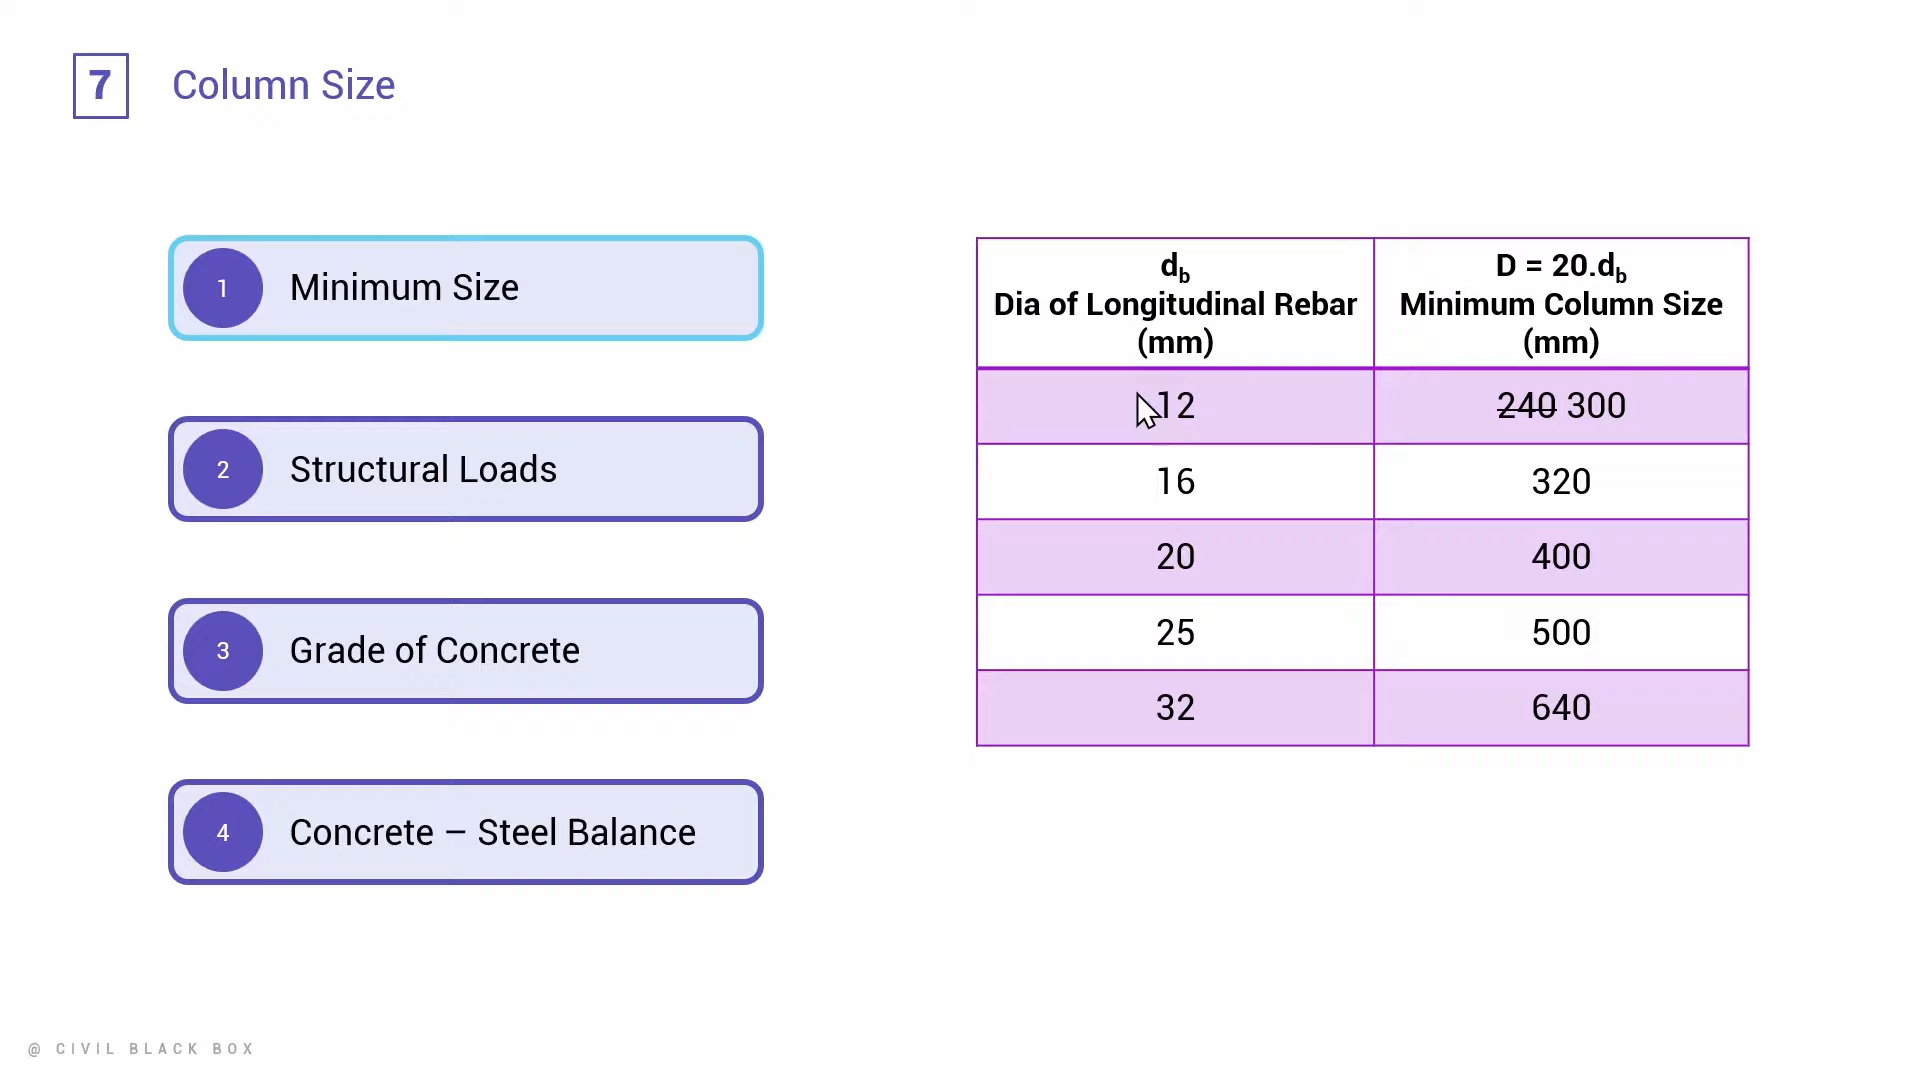 7 Column Size
1 Minimum Size
2 Structural Loads
3 Grade of Concrete
4 Concrete – Steel Balance
db
Dia of Longitudinal Rebar
(mm)
D = 20.db
Minimum Column Size
(mm)
12 240 300
16 320
20 400
25 500
32 640
@ CIVIL BLACK BOX